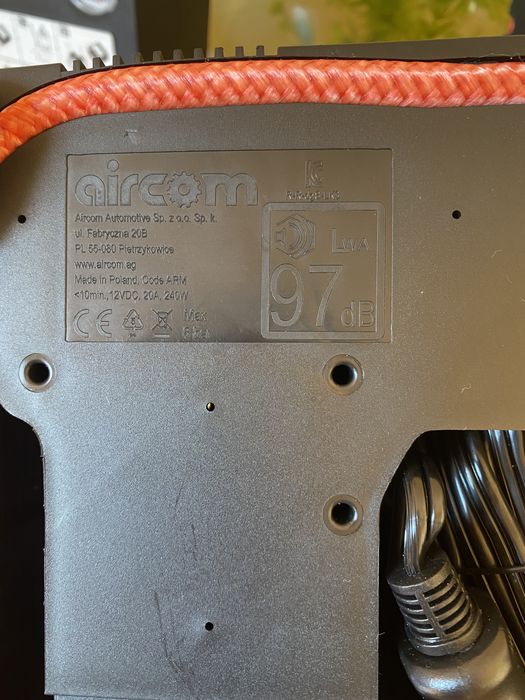 aircom
Aircom Automotive Sp. z o.o. Sp. k.
ul. Fabryczna 20B
PL 55-080 Pietrzykowice
www.aircom.ag
Made in Poland, Code ARM
<10min.,12VDC, 20A, 240W
CE
Max
LWA
97 dB